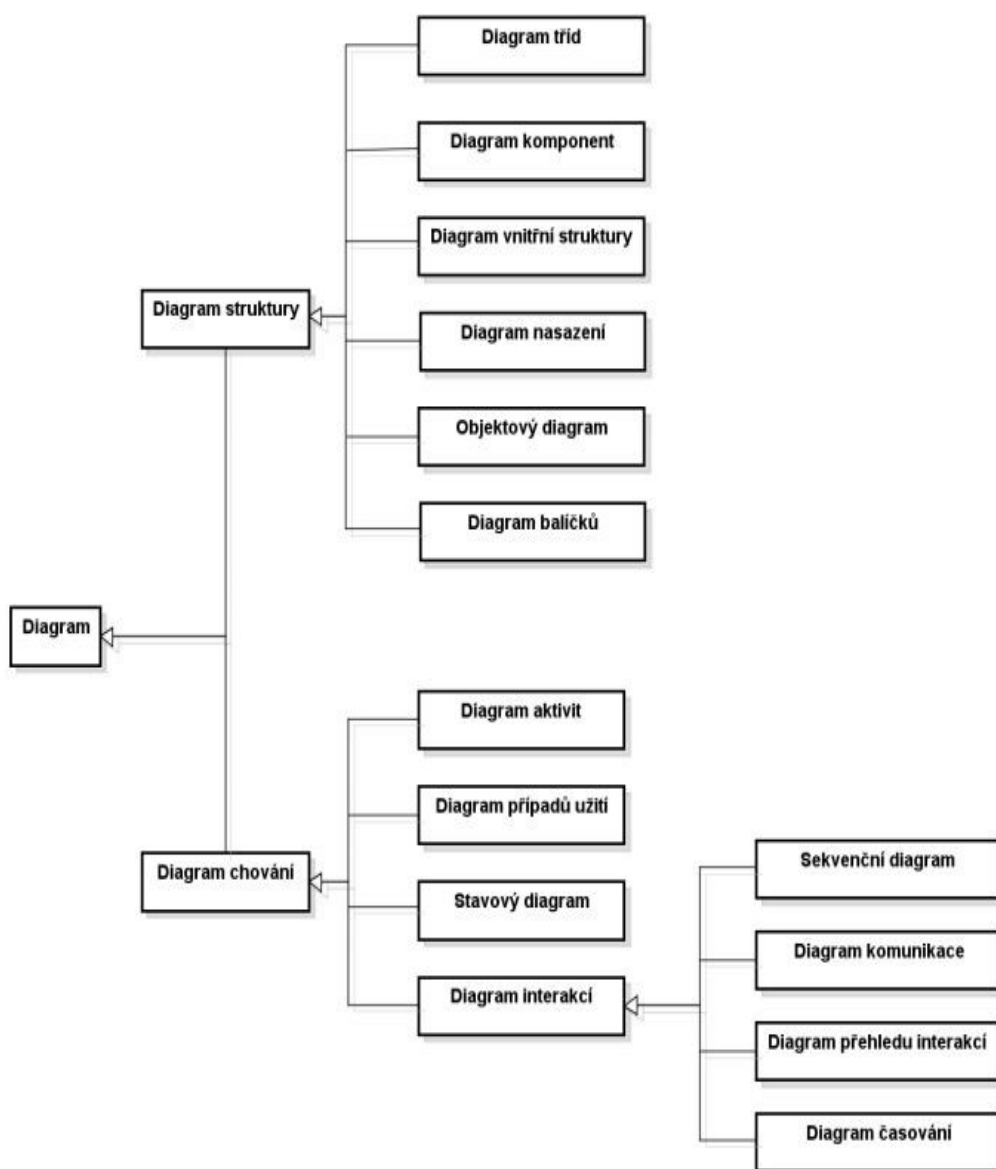 Diagram tříd
Diagram komponent
Diagram vnitřní struktury
Diagram struktury
Diagram nasazení
Objektový diagram
Diagram balíčků
Diagram
Diagram aktivit
Diagram případů užití
Diagram chování
Sekvenční diagram
Stavový diagram
Diagram komunikace
Diagram interakcí
Diagram přehledu interakcí
Diagram časování